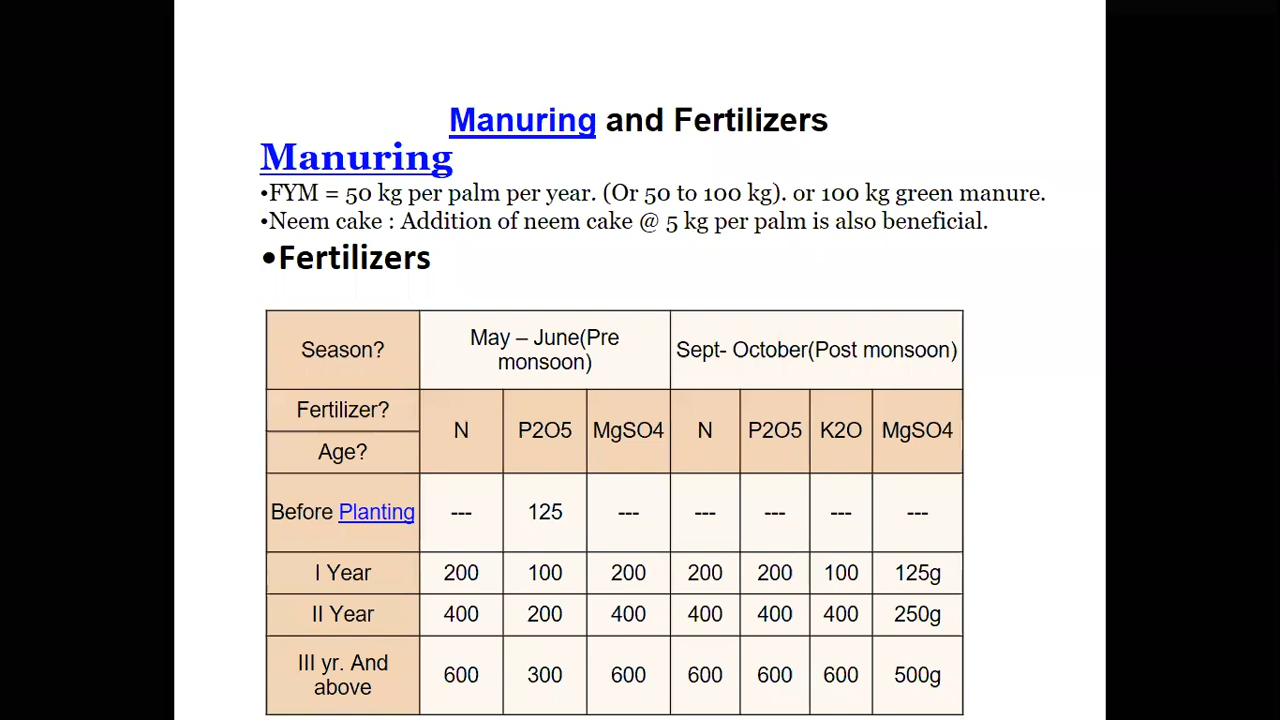 Manuring and Fertilizers
Manuring
•FYM = 50 kg per palm per year. (Or 50 to 100 kg). or 100 kg green manure.
•Neem cake : Addition of neem cake @ 5 kg per palm is also beneficial.
•Fertilizers
Season? May – June(Pre monsoon) Sept- October(Post monsoon)
Fertilizer? N P2O5 MgSO4 N P2O5 K2O MgSO4
Age?
Before Planting --- 125 --- --- --- --- ---
I Year 200 100 200 200 200 100 125g
II Year 400 200 400 400 400 400 250g
III yr. And above 600 300 600 600 600 600 500g